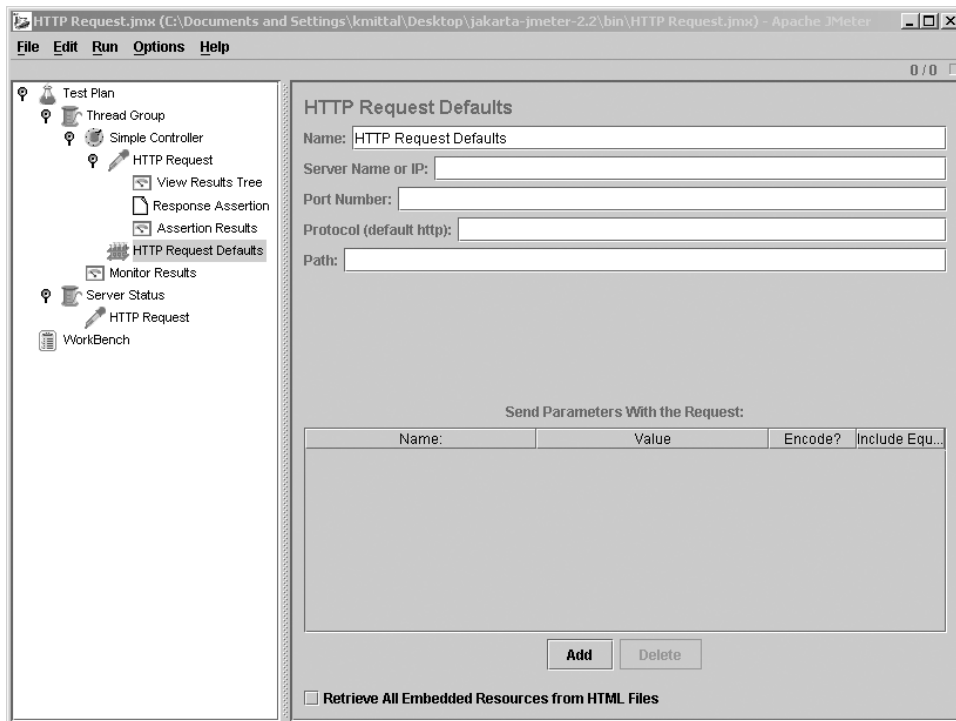 HTTP Request.jmx (C:\Documents and Settings\kmittal\Desktop\jakarta-jmeter-2.2\bin\HTTP Request.jmx) - Apache JMeter
File Edit Run Options Help
0 / 0
Test Plan
Thread Group
Simple Controller
HTTP Request
View Results Tree
Response Assertion
Assertion Results
HTTP Request Defaults
Monitor Results
Server Status
HTTP Request
WorkBench
HTTP Request Defaults
Name: HTTP Request Defaults
Server Name or IP:
Port Number:
Protocol (default http):
Path:
Send Parameters With the Request:
Name: Value Encode? Include Equ...
Add Delete
Retrieve All Embedded Resources from HTML Files